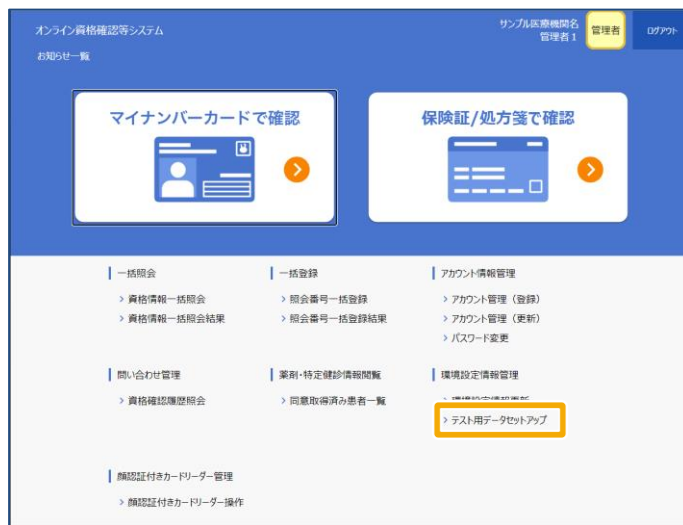 オンライン資格確認等システム
サンプル医療機関名
管理者1
管理者
ログアウト
お知らせ一覧
マイナンバーカードで確認
保険証/処方箋で確認
一括照会
資格情報一括照会
資格情報一括照会結果
一括登録
照会番号一括登録
照会番号一括登録結果
アカウント情報管理
アカウント管理（登録）
アカウント管理（更新）
パスワード変更
問い合わせ管理
資格確認履歴照会
薬剤・特定健診情報閲覧
同意取得済み患者一覧
環境設定情報管理
環境設定情報更新
テスト用データセットアップ
顔認証付きカードリーダー管理
顔認証付きカードリーダー操作